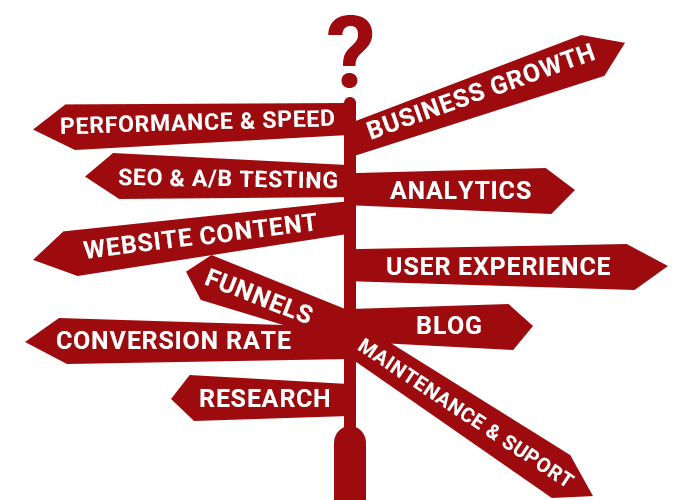 ?
BUSINESS GROWTH
PERFORMANCE & SPEED
SEO & A/B TESTING
ANALYTICS
WEBSITE CONTENT
USER EXPERIENCE
FUNNELS
BLOG
CONVERSION RATE
MAINTENANCE & SUPORT
RESEARCH